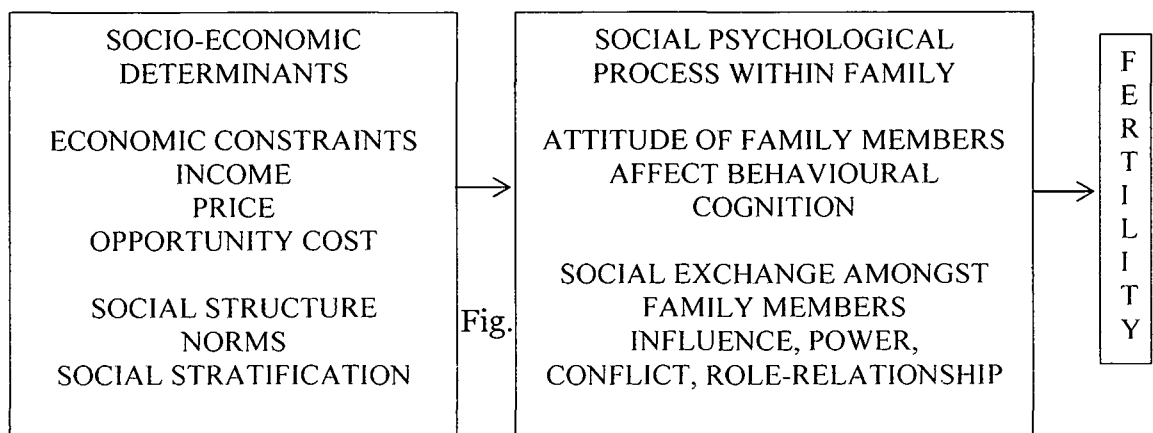 SOCIO-ECONOMIC
DETERMINANTS
ECONOMIC CONSTRAINTS
INCOME
PRICE
OPPORTUNITY COST
SOCIAL STRUCTURE
NORMS
SOCIAL STRATIFICATION
Fig.
SOCIAL PSYCHOLOGICAL
PROCESS WITHIN FAMILY
ATTITUDE OF FAMILY MEMBERS
AFFECT BEHAVIOURAL
COGNITION
SOCIAL EXCHANGE AMONGST
FAMILY MEMBERS
INFLUENCE, POWER,
CONFLICT, ROLE-RELATIONSHIP
FERTILITY